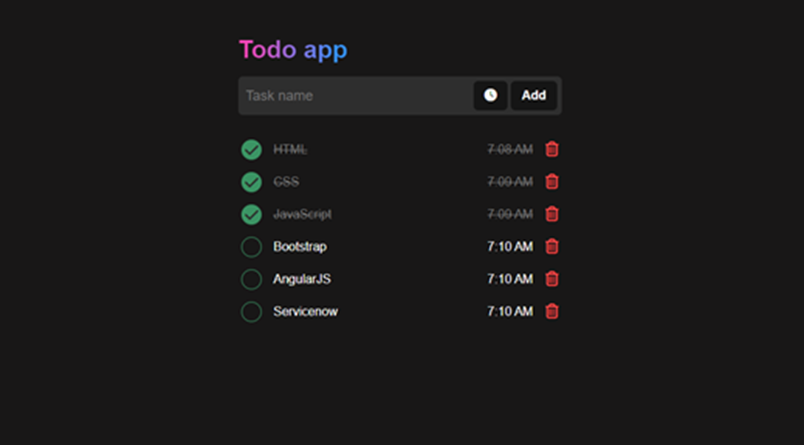 Todo app
Task name Add
HTML 7:08 AM
CSS 7:09 AM
JavaScript 7:09 AM
Bootstrap 7:10 AM
AngularJS 7:10 AM
Servicenow 7:10 AM